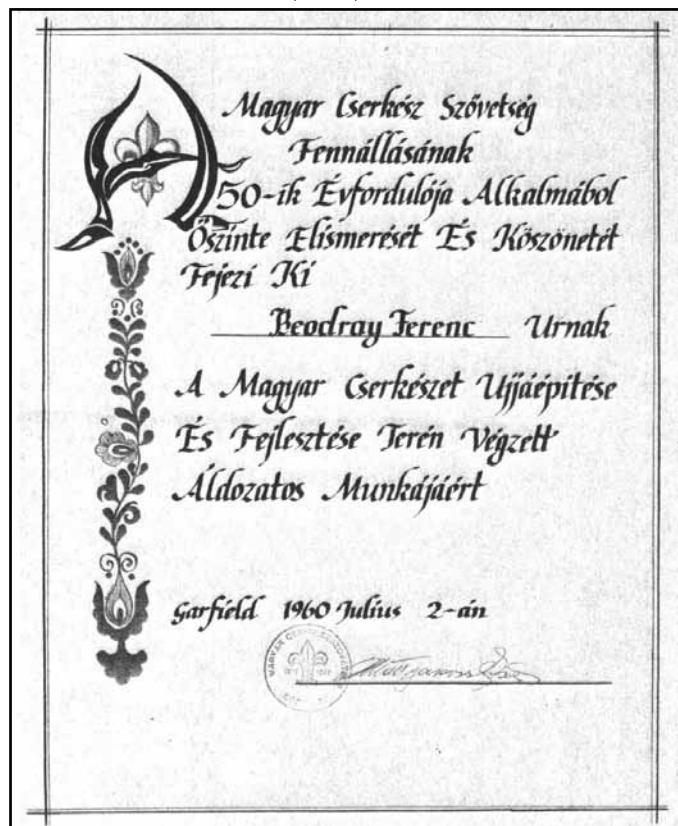 A Magyar Cserkész Szövetség
Fennállásának
50-ik Évfordulója Alkalmából
Őszinte Elismerését És Köszönetét
Fejezi Ki
Beodray Ferenc Urnak
A Magyar Cserkészet Ujjáépitése
És Fejlesztése Terén Végzett
Áldozatos Munkájáért
Garfield 1960 Julius 2-án